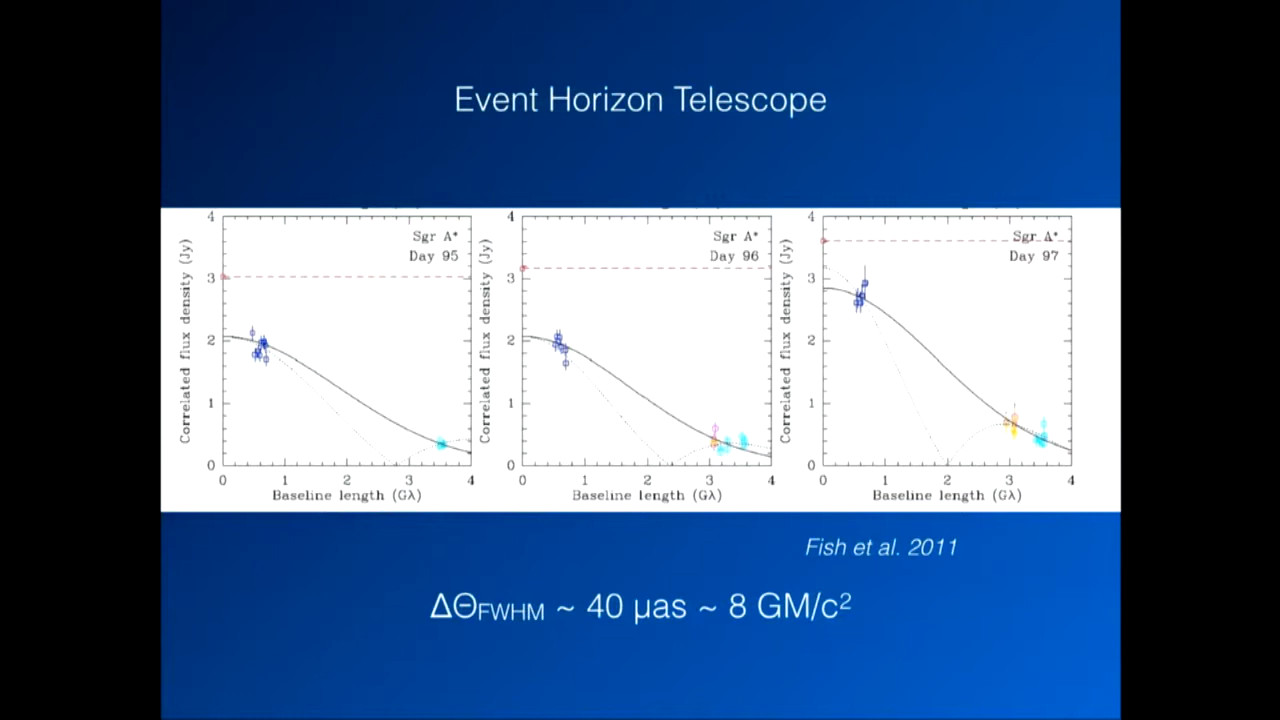 Event Horizon Telescope
4
3
2
1
0
Correlated flux density (Jy)
Sgr A*
Day 95
0 1 2 3 4
Baseline length (Gλ)
4
3
2
1
0
Correlated flux density (Jy)
Sgr A*
Day 96
0 1 2 3 4
Baseline length (Gλ)
4
3
2
1
0
Correlated flux density (Jy)
Sgr A*
Day 97
0 1 2 3 4
Baseline length (Gλ)
Fish et al. 2011
ΔΘFWHM ~ 40 μas ~ 8 GM/c²